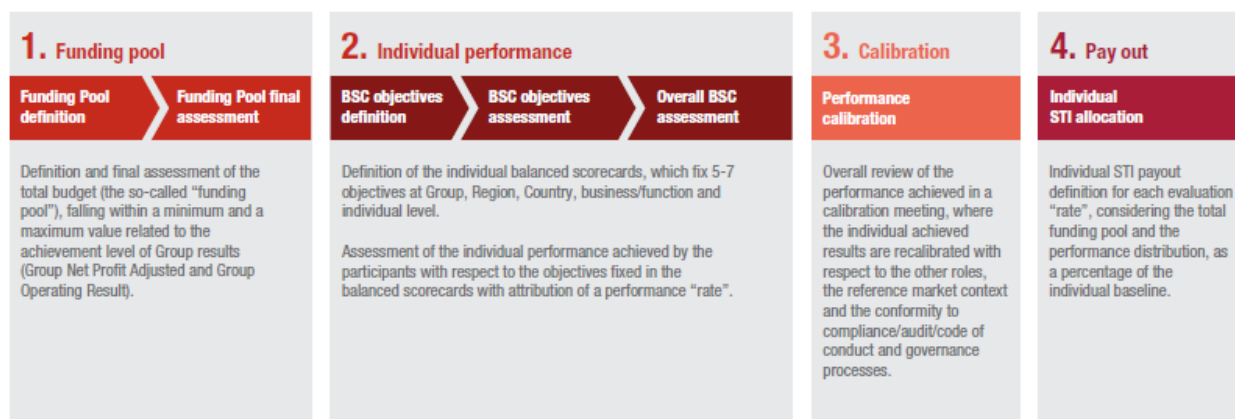 1. Funding pool
Funding Pool
definition
Funding Pool final
assessment
Definition and final assessment of the
total budget (the so-called “funding
pool”), falling within a minimum and a
maximum value related to the
achievement level of Group results
(Group Net Profit Adjusted and Group
Operating Result).
2. Individual performance
BSC objectives
definition
BSC objectives
assessment
Overall BSC
assessment
Definition of the individual balanced scorecards, which fix 5-7
objectives at Group, Region, Country, business/function and
individual level.
Assessment of the individual performance achieved by the
participants with respect to the objectives fixed in the
balanced scorecards with attribution of a performance “rate”.
3. Calibration
Performance
calibration
Overall review of the
performance achieved in a
calibration meeting, where
the individual achieved
results are recalibrated with
respect to the other roles,
the reference market context
and the conformity to
compliance/audit/code of
conduct and governance
processes.
4. Pay out
Individual
STI allocation
Individual STI payout
definition for each evaluation
“rate”, considering the total
funding pool and the
performance distribution, as
a percentage of the
individual baseline.